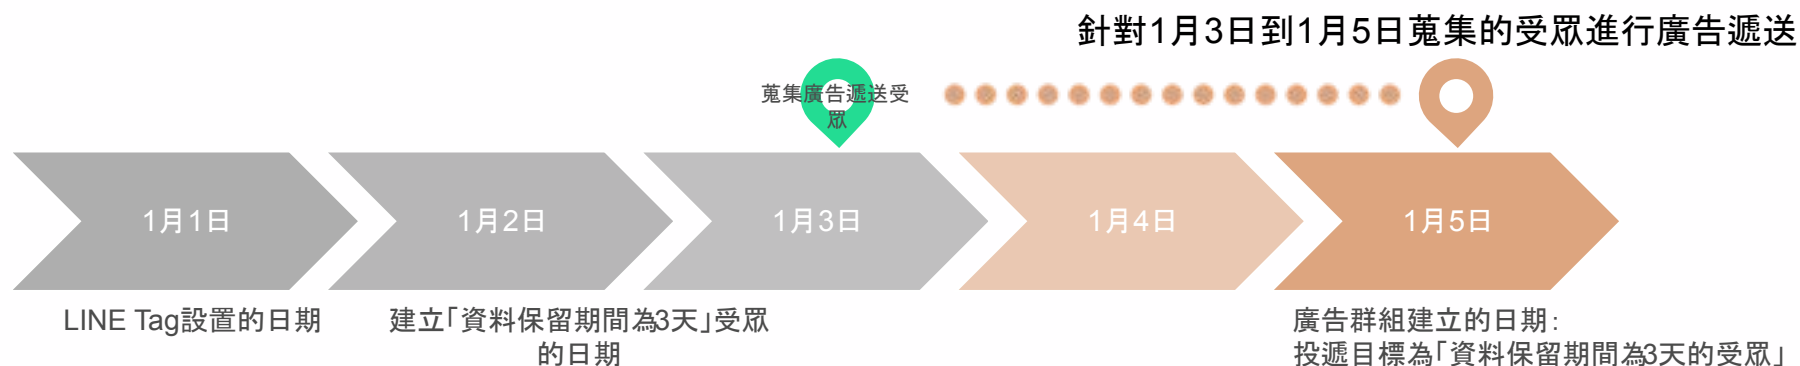 針對1月3日到1月5日蒐集的受眾進行廣告遞送
蒐集廣告遞送受
眾
1月1日
1月2日
1月3日
1月4日
1月5日
LINE Tag設置的日期
建立「資料保留期間為3天」受眾
的日期
廣告群組建立的日期：
投遞目標為「資料保留期間為3天的受眾」